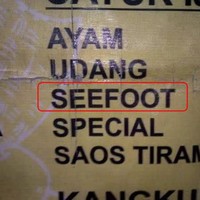 AYAM
UDANG
SEEFOOT
SPECIAL
SAOS TIRAM